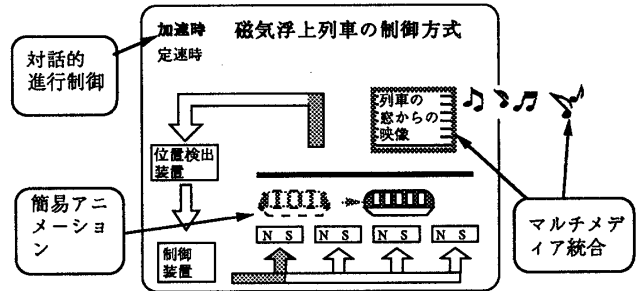 加速時
磁気浮上列車の制御方式
定速時
対話的
進行制御
列車の
窓からの
映像
位置検出
装置
簡易アニ
メーショ
ン
N S
N S
N S
N S
マルチメデ
ィア統合
制御
装置